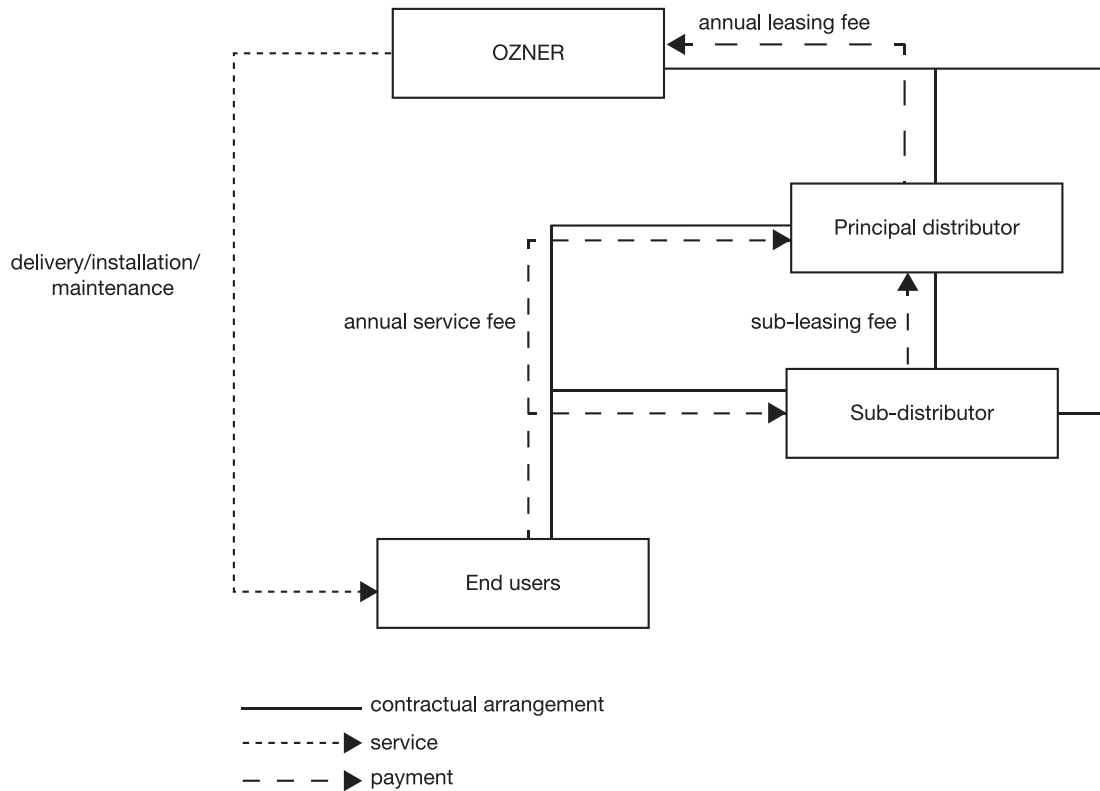 annual leasing fee
OZNER
Principal distributor
delivery/installation/
maintenance
annual service fee
sub-leasing fee
Sub-distributor
End users
contractual arrangement
service
payment